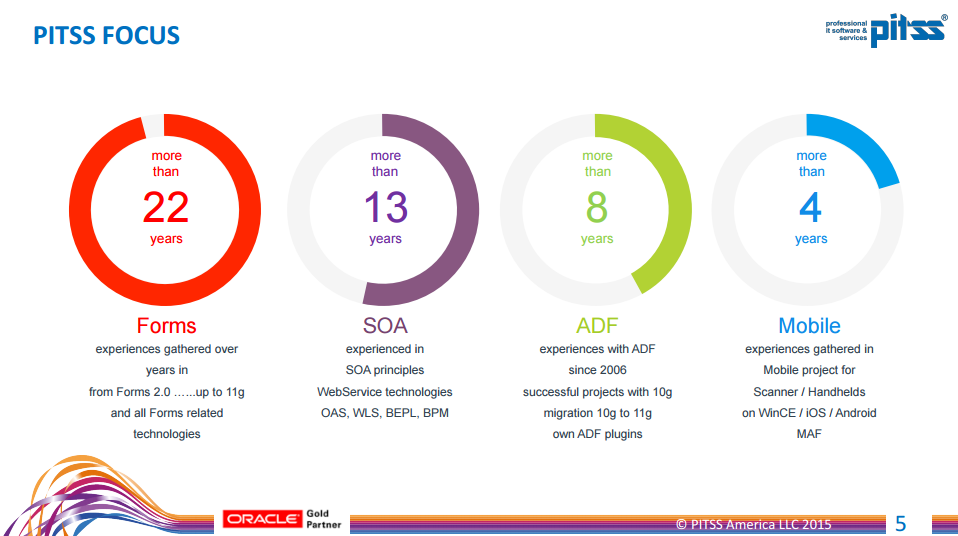 PITSS FOCUS
professional
it software &
services
pitss®
more
than
22
years
Forms
experiences gathered over
years in
from Forms 2.0 ……up to 11g
and all Forms related
technologies
more
than
13
years
SOA
experienced in
SOA principles
WebService technologies
OAS, WLS, BEPL, BPM
more
than
8
years
ADF
experiences with ADF
since 2006
successful projects with 10g
migration 10g to 11g
own ADF plugins
more
than
4
years
Mobile
experiences gathered in
Mobile project for
Scanner / Handhelds
on WinCE / iOS / Android
MAF
ORACLE
Gold
Partner
© PITSS America LLC 2015
5